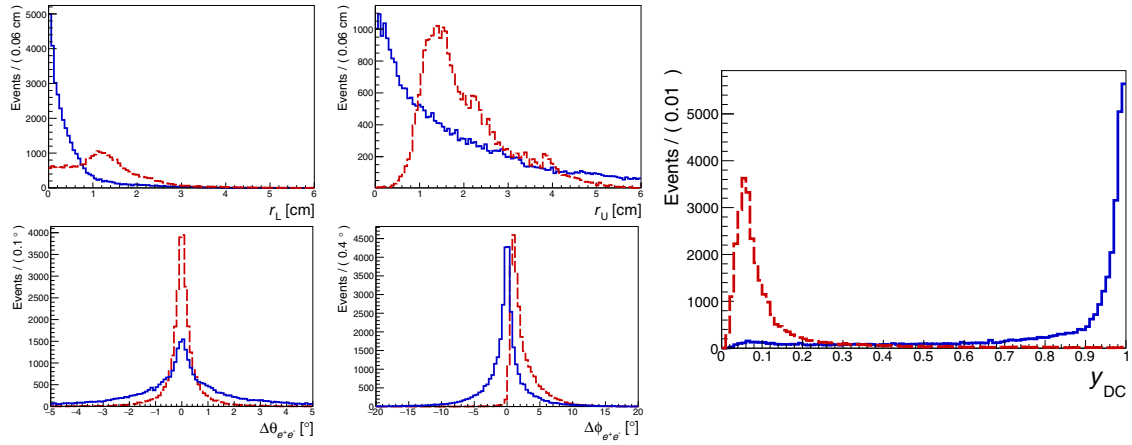 Events / ( 0.06 cm )
5000
4000
3000
2000
1000
0
0 1 2 3 4 5 6
r_L [cm]
Events / ( 0.06 cm )
1000
800
600
400
200
0 1 2 3 4 5 6
r_U [cm]
Events / ( 0.1 ° )
4000
3500
3000
2500
2000
1500
1000
500
0
−5 −4 −3 −2 −1 0 1 2 3 4 5
Δθ_e⁺e⁻ [°]
Events / ( 0.4 ° )
4500
4000
3500
3000
2500
2000
1500
1000
500
0
−20 −15 −10 −5 0 5 10 15 20
Δϕ_e⁺e⁻ [°]
Events / ( 0.01 )
5000
4000
3000
2000
1000
0
0 0.1 0.2 0.3 0.4 0.5 0.6 0.7 0.8 0.9 1
y_DC